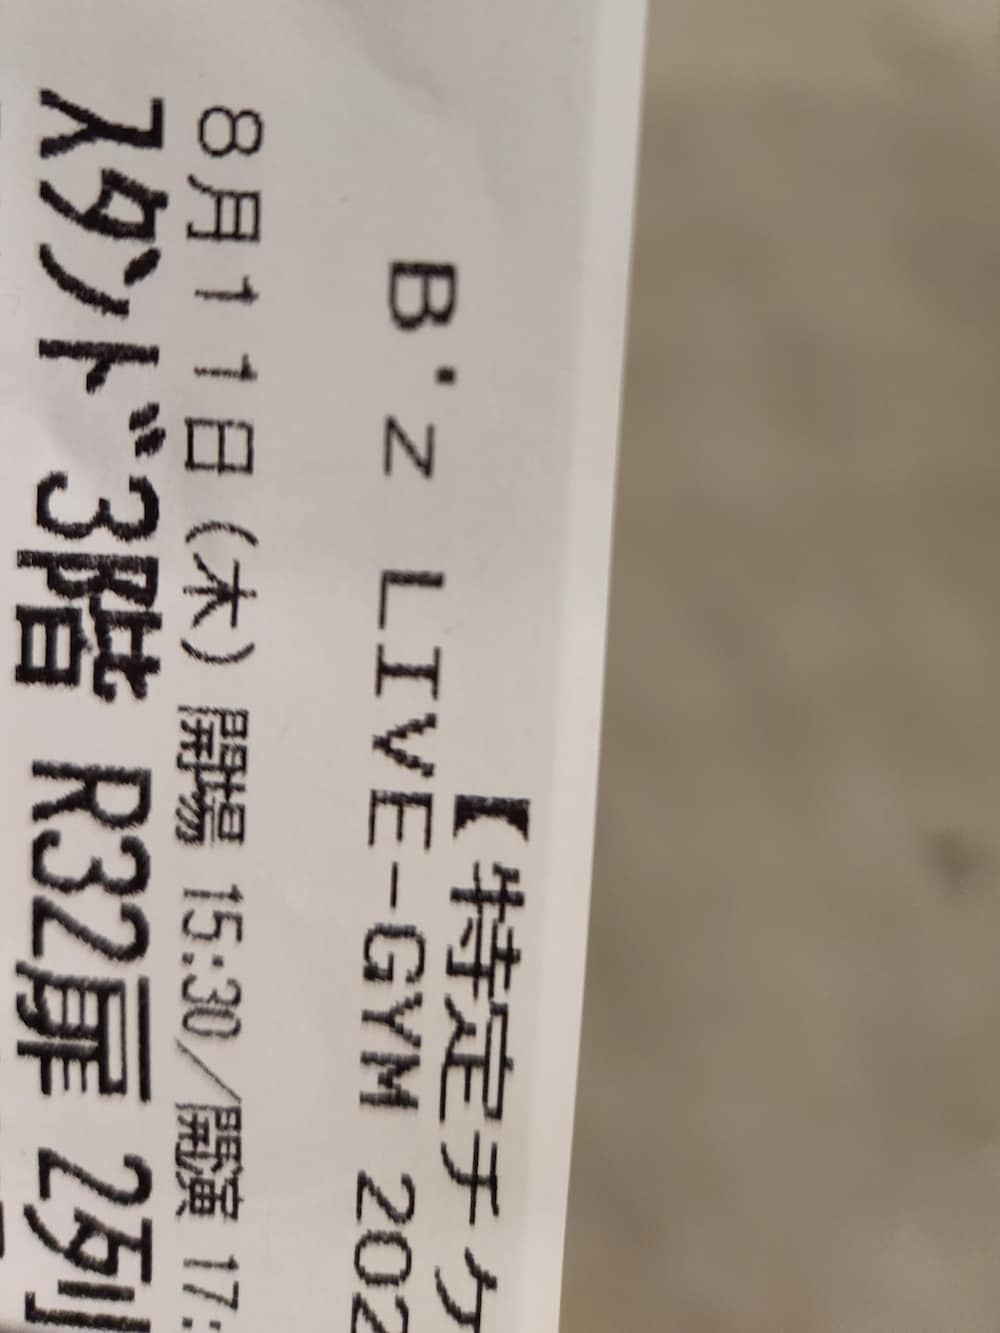 【特定チケ
B'z LIVE-GYM 202
8月11日(木) 開場 15:30/開演 17:
スタンド3階 R32扉 2列